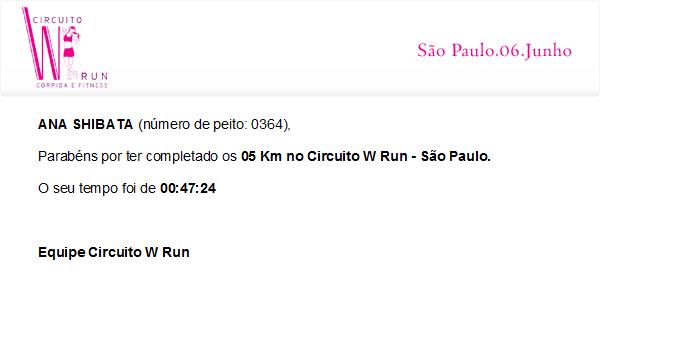 CIRCUITO
W
RUN
CORRIDA E FITNESS
São Paulo.06.Junho
ANA SHIBATA (número de peito: 0364),
Parabéns por ter completado os 05 Km no Circuito W Run - São Paulo.
O seu tempo foi de 00:47:24
Equipe Circuito W Run